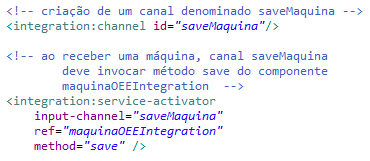 <!-- criação de um canal denominado saveMaquina -->
<integration:channel id="saveMaquina"/>
<!-- ao receber uma máquina, canal saveMaquina
deve invocar método save do componente
maquinaOEEIntegration -->
<integration:service-activator
input-channel="saveMaquina"
ref="maquinaOEEIntegration"
method="save" />